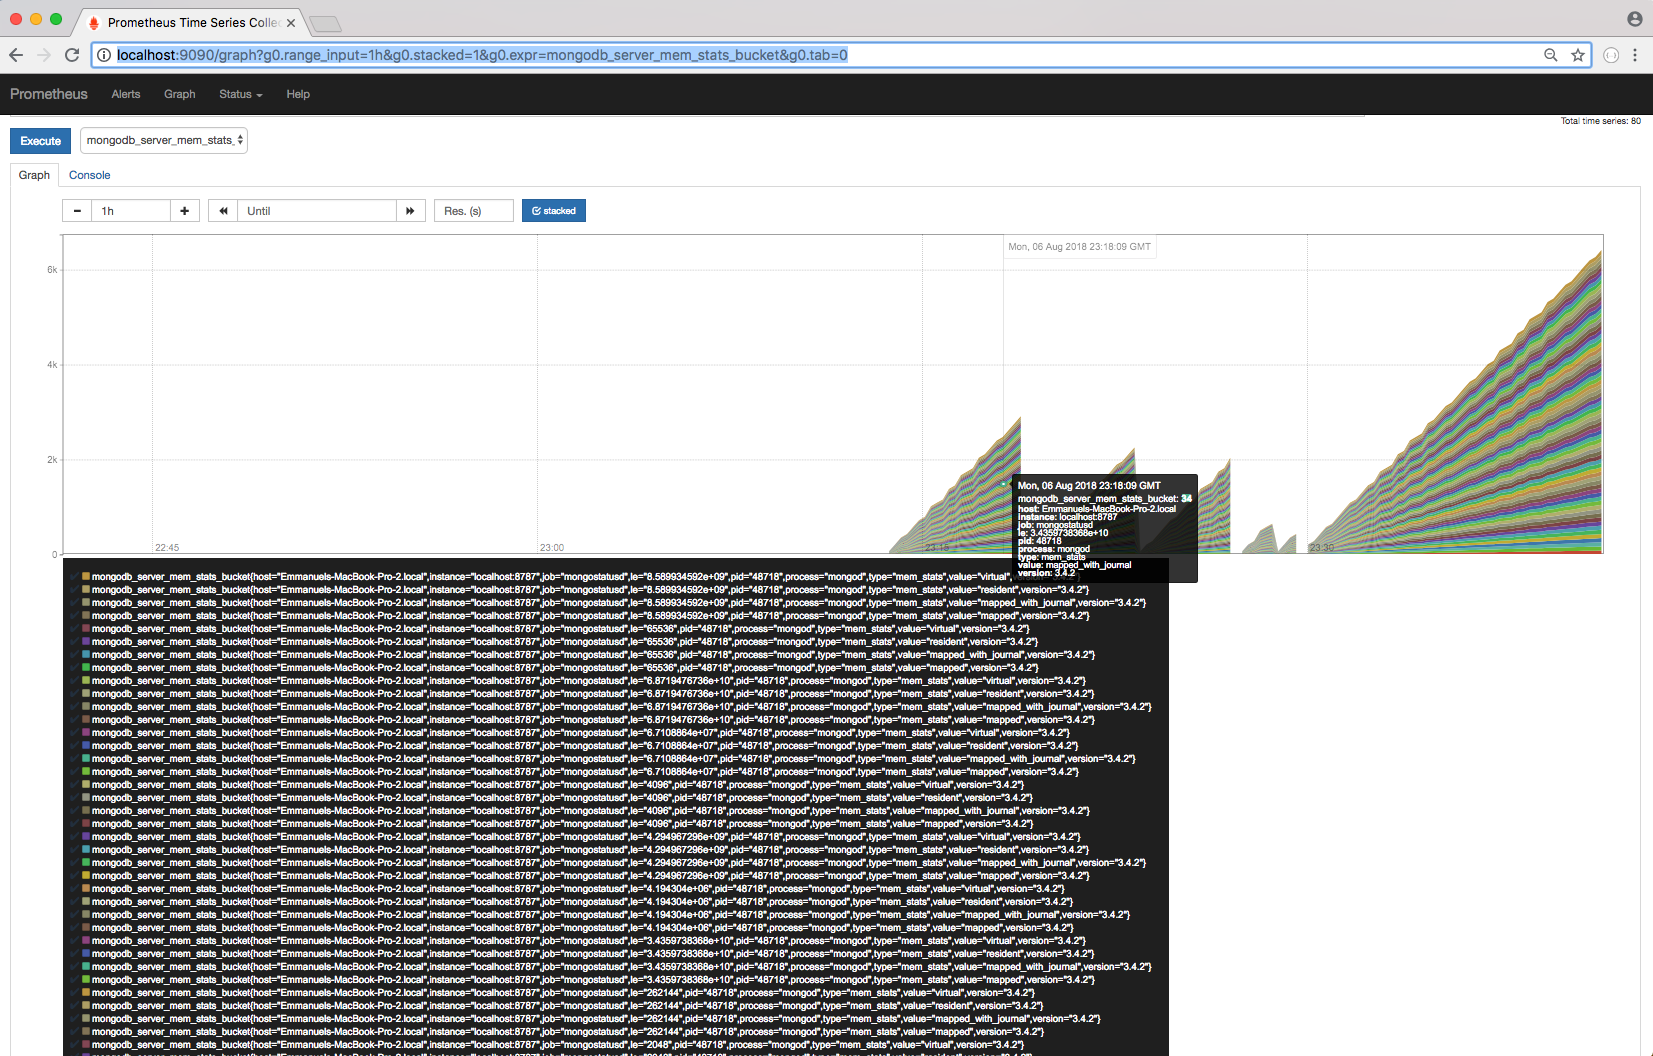 Prometheus Time Series Collec
localhost:9090/graph?g0.range_input=1h&g0.stacked=1&g0.expr=mongodb_server_mem_stats_bucket&g0.tab=0
Prometheus Alerts Graph Status Help
Total time series: 80
Execute mongodb_server_mem_stats_
Graph Console
1h Until Res. (s) stacked
Mon, 06 Aug 2018 23:18:09 GMT
6k
4k
2k
0
22:45 23:00 23:15 23:30
Mon, 06 Aug 2018 23:18:09 GMT
mongodb_server_mem_stats_bucket: 34
host: Emmanuels-MacBook-Pro-2.local
instance: localhost:8787
job: mongostatusd
le: 3.4359738368e+10
pid: 48718
process: mongod
type: mem_stats
value: mapped_with_journal
version: 3.4.2
mongodb_server_mem_stats_bucket{host="Emmanuels-MacBook-Pro-2.local",instance="localhost:8787",job="mongostatusd",le="8.589934592e+09",pid="48718",process="mongod",type="mem_stats",value="virtual",version="3.4.2"}
mongodb_server_mem_stats_bucket{host="Emmanuels-MacBook-Pro-2.local",instance="localhost:8787",job="mongostatusd",le="8.589934592e+09",pid="48718",process="mongod",type="mem_stats",value="resident",version="3.4.2"}
mongodb_server_mem_stats_bucket{host="Emmanuels-MacBook-Pro-2.local",instance="localhost:8787",job="mongostatusd",le="8.589934592e+09",pid="48718",process="mongod",type="mem_stats",value="mapped_with_journal",version="3.4.2"}
mongodb_server_mem_stats_bucket{host="Emmanuels-MacBook-Pro-2.local",instance="localhost:8787",job="mongostatusd",le="8.589934592e+09",pid="48718",process="mongod",type="mem_stats",value="mapped",version="3.4.2"}
mongodb_server_mem_stats_bucket{host="Emmanuels-MacBook-Pro-2.local",instance="localhost:8787",job="mongostatusd",le="65536",pid="48718",process="mongod",type="mem_stats",value="virtual",version="3.4.2"}
mongodb_server_mem_stats_bucket{host="Emmanuels-MacBook-Pro-2.local",instance="localhost:8787",job="mongostatusd",le="65536",pid="48718",process="mongod",type="mem_stats",value="resident",version="3.4.2"}
mongodb_server_mem_stats_bucket{host="Emmanuels-MacBook-Pro-2.local",instance="localhost:8787",job="mongostatusd",le="65536",pid="48718",process="mongod",type="mem_stats",value="mapped_with_journal",version="3.4.2"}
mongodb_server_mem_stats_bucket{host="Emmanuels-MacBook-Pro-2.local",instance="localhost:8787",job="mongostatusd",le="65536",pid="48718",process="mongod",type="mem_stats",value="mapped",version="3.4.2"}
mongodb_server_mem_stats_bucket{host="Emmanuels-MacBook-Pro-2.local",instance="localhost:8787",job="mongostatusd",le="6.8719476736e+10",pid="48718",process="mongod",type="mem_stats",value="virtual",version="3.4.2"}
mongodb_server_mem_stats_bucket{host="Emmanuels-MacBook-Pro-2.local",instance="localhost:8787",job="mongostatusd",le="6.8719476736e+10",pid="48718",process="mongod",type="mem_stats",value="resident",version="3.4.2"}
mongodb_server_mem_stats_bucket{host="Emmanuels-MacBook-Pro-2.local",instance="localhost:8787",job="mongostatusd",le="6.8719476736e+10",pid="48718",process="mongod",type="mem_stats",value="mapped_with_journal",version="3.4.2"}
mongodb_server_mem_stats_bucket{host="Emmanuels-MacBook-Pro-2.local",instance="localhost:8787",job="mongostatusd",le="6.8719476736e+10",pid="48718",process="mongod",type="mem_stats",value="mapped",version="3.4.2"}
mongodb_server_mem_stats_bucket{host="Emmanuels-MacBook-Pro-2.local",instance="localhost:8787",job="mongostatusd",le="6.7108864e+07",pid="48718",process="mongod",type="mem_stats",value="virtual",version="3.4.2"}
mongodb_server_mem_stats_bucket{host="Emmanuels-MacBook-Pro-2.local",instance="localhost:8787",job="mongostatusd",le="6.7108864e+07",pid="48718",process="mongod",type="mem_stats",value="resident",version="3.4.2"}
mongodb_server_mem_stats_bucket{host="Emmanuels-MacBook-Pro-2.local",instance="localhost:8787",job="mongostatusd",le="6.7108864e+07",pid="48718",process="mongod",type="mem_stats",value="mapped_with_journal",version="3.4.2"}
mongodb_server_mem_stats_bucket{host="Emmanuels-MacBook-Pro-2.local",instance="localhost:8787",job="mongostatusd",le="6.7108864e+07",pid="48718",process="mongod",type="mem_stats",value="mapped",version="3.4.2"}
mongodb_server_mem_stats_bucket{host="Emmanuels-MacBook-Pro-2.local",instance="localhost:8787",job="mongostatusd",le="4096",pid="48718",process="mongod",type="mem_stats",value="virtual",version="3.4.2"}
mongodb_server_mem_stats_bucket{host="Emmanuels-MacBook-Pro-2.local",instance="localhost:8787",job="mongostatusd",le="4096",pid="48718",process="mongod",type="mem_stats",value="resident",version="3.4.2"}
mongodb_server_mem_stats_bucket{host="Emmanuels-MacBook-Pro-2.local",instance="localhost:8787",job="mongostatusd",le="4096",pid="48718",process="mongod",type="mem_stats",value="mapped_with_journal",version="3.4.2"}
mongodb_server_mem_stats_bucket{host="Emmanuels-MacBook-Pro-2.local",instance="localhost:8787",job="mongostatusd",le="4096",pid="48718",process="mongod",type="mem_stats",value="mapped",version="3.4.2"}
mongodb_server_mem_stats_bucket{host="Emmanuels-MacBook-Pro-2.local",instance="localhost:8787",job="mongostatusd",le="4.294967296e+09",pid="48718",process="mongod",type="mem_stats",value="virtual",version="3.4.2"}
mongodb_server_mem_stats_bucket{host="Emmanuels-MacBook-Pro-2.local",instance="localhost:8787",job="mongostatusd",le="4.294967296e+09",pid="48718",process="mongod",type="mem_stats",value="resident",version="3.4.2"}
mongodb_server_mem_stats_bucket{host="Emmanuels-MacBook-Pro-2.local",instance="localhost:8787",job="mongostatusd",le="4.294967296e+09",pid="48718",process="mongod",type="mem_stats",value="mapped_with_journal",version="3.4.2"}
mongodb_server_mem_stats_bucket{host="Emmanuels-MacBook-Pro-2.local",instance="localhost:8787",job="mongostatusd",le="4.294967296e+09",pid="48718",process="mongod",type="mem_stats",value="mapped",version="3.4.2"}
mongodb_server_mem_stats_bucket{host="Emmanuels-MacBook-Pro-2.local",instance="localhost:8787",job="mongostatusd",le="4.194304e+06",pid="48718",process="mongod",type="mem_stats",value="virtual",version="3.4.2"}
mongodb_server_mem_stats_bucket{host="Emmanuels-MacBook-Pro-2.local",instance="localhost:8787",job="mongostatusd",le="4.194304e+06",pid="48718",process="mongod",type="mem_stats",value="resident",version="3.4.2"}
mongodb_server_mem_stats_bucket{host="Emmanuels-MacBook-Pro-2.local",instance="localhost:8787",job="mongostatusd",le="4.194304e+06",pid="48718",process="mongod",type="mem_stats",value="mapped_with_journal",version="3.4.2"}
mongodb_server_mem_stats_bucket{host="Emmanuels-MacBook-Pro-2.local",instance="localhost:8787",job="mongostatusd",le="4.194304e+06",pid="48718",process="mongod",type="mem_stats",value="mapped",version="3.4.2"}
mongodb_server_mem_stats_bucket{host="Emmanuels-MacBook-Pro-2.local",instance="localhost:8787",job="mongostatusd",le="3.4359738368e+10",pid="48718",process="mongod",type="mem_stats",value="virtual",version="3.4.2"}
mongodb_server_mem_stats_bucket{host="Emmanuels-MacBook-Pro-2.local",instance="localhost:8787",job="mongostatusd",le="3.4359738368e+10",pid="48718",process="mongod",type="mem_stats",value="resident",version="3.4.2"}
mongodb_server_mem_stats_bucket{host="Emmanuels-MacBook-Pro-2.local",instance="localhost:8787",job="mongostatusd",le="3.4359738368e+10",pid="48718",process="mongod",type="mem_stats",value="mapped_with_journal",version="3.4.2"}
mongodb_server_mem_stats_bucket{host="Emmanuels-MacBook-Pro-2.local",instance="localhost:8787",job="mongostatusd",le="3.4359738368e+10",pid="48718",process="mongod",type="mem_stats",value="mapped",version="3.4.2"}
mongodb_server_mem_stats_bucket{host="Emmanuels-MacBook-Pro-2.local",instance="localhost:8787",job="mongostatusd",le="262144",pid="48718",process="mongod",type="mem_stats",value="virtual",version="3.4.2"}
mongodb_server_mem_stats_bucket{host="Emmanuels-MacBook-Pro-2.local",instance="localhost:8787",job="mongostatusd",le="262144",pid="48718",process="mongod",type="mem_stats",value="resident",version="3.4.2"}
mongodb_server_mem_stats_bucket{host="Emmanuels-MacBook-Pro-2.local",instance="localhost:8787",job="mongostatusd",le="262144",pid="48718",process="mongod",type="mem_stats",value="mapped_with_journal",version="3.4.2"}
mongodb_server_mem_stats_bucket{host="Emmanuels-MacBook-Pro-2.local",instance="localhost:8787",job="mongostatusd",le="262144",pid="48718",process="mongod",type="mem_stats",value="mapped",version="3.4.2"}
mongodb_server_mem_stats_bucket{host="Emmanuels-MacBook-Pro-2.local",instance="localhost:8787",job="mongostatusd",le="2048",pid="48718",process="mongod",type="mem_stats",value="virtual",version="3.4.2"}